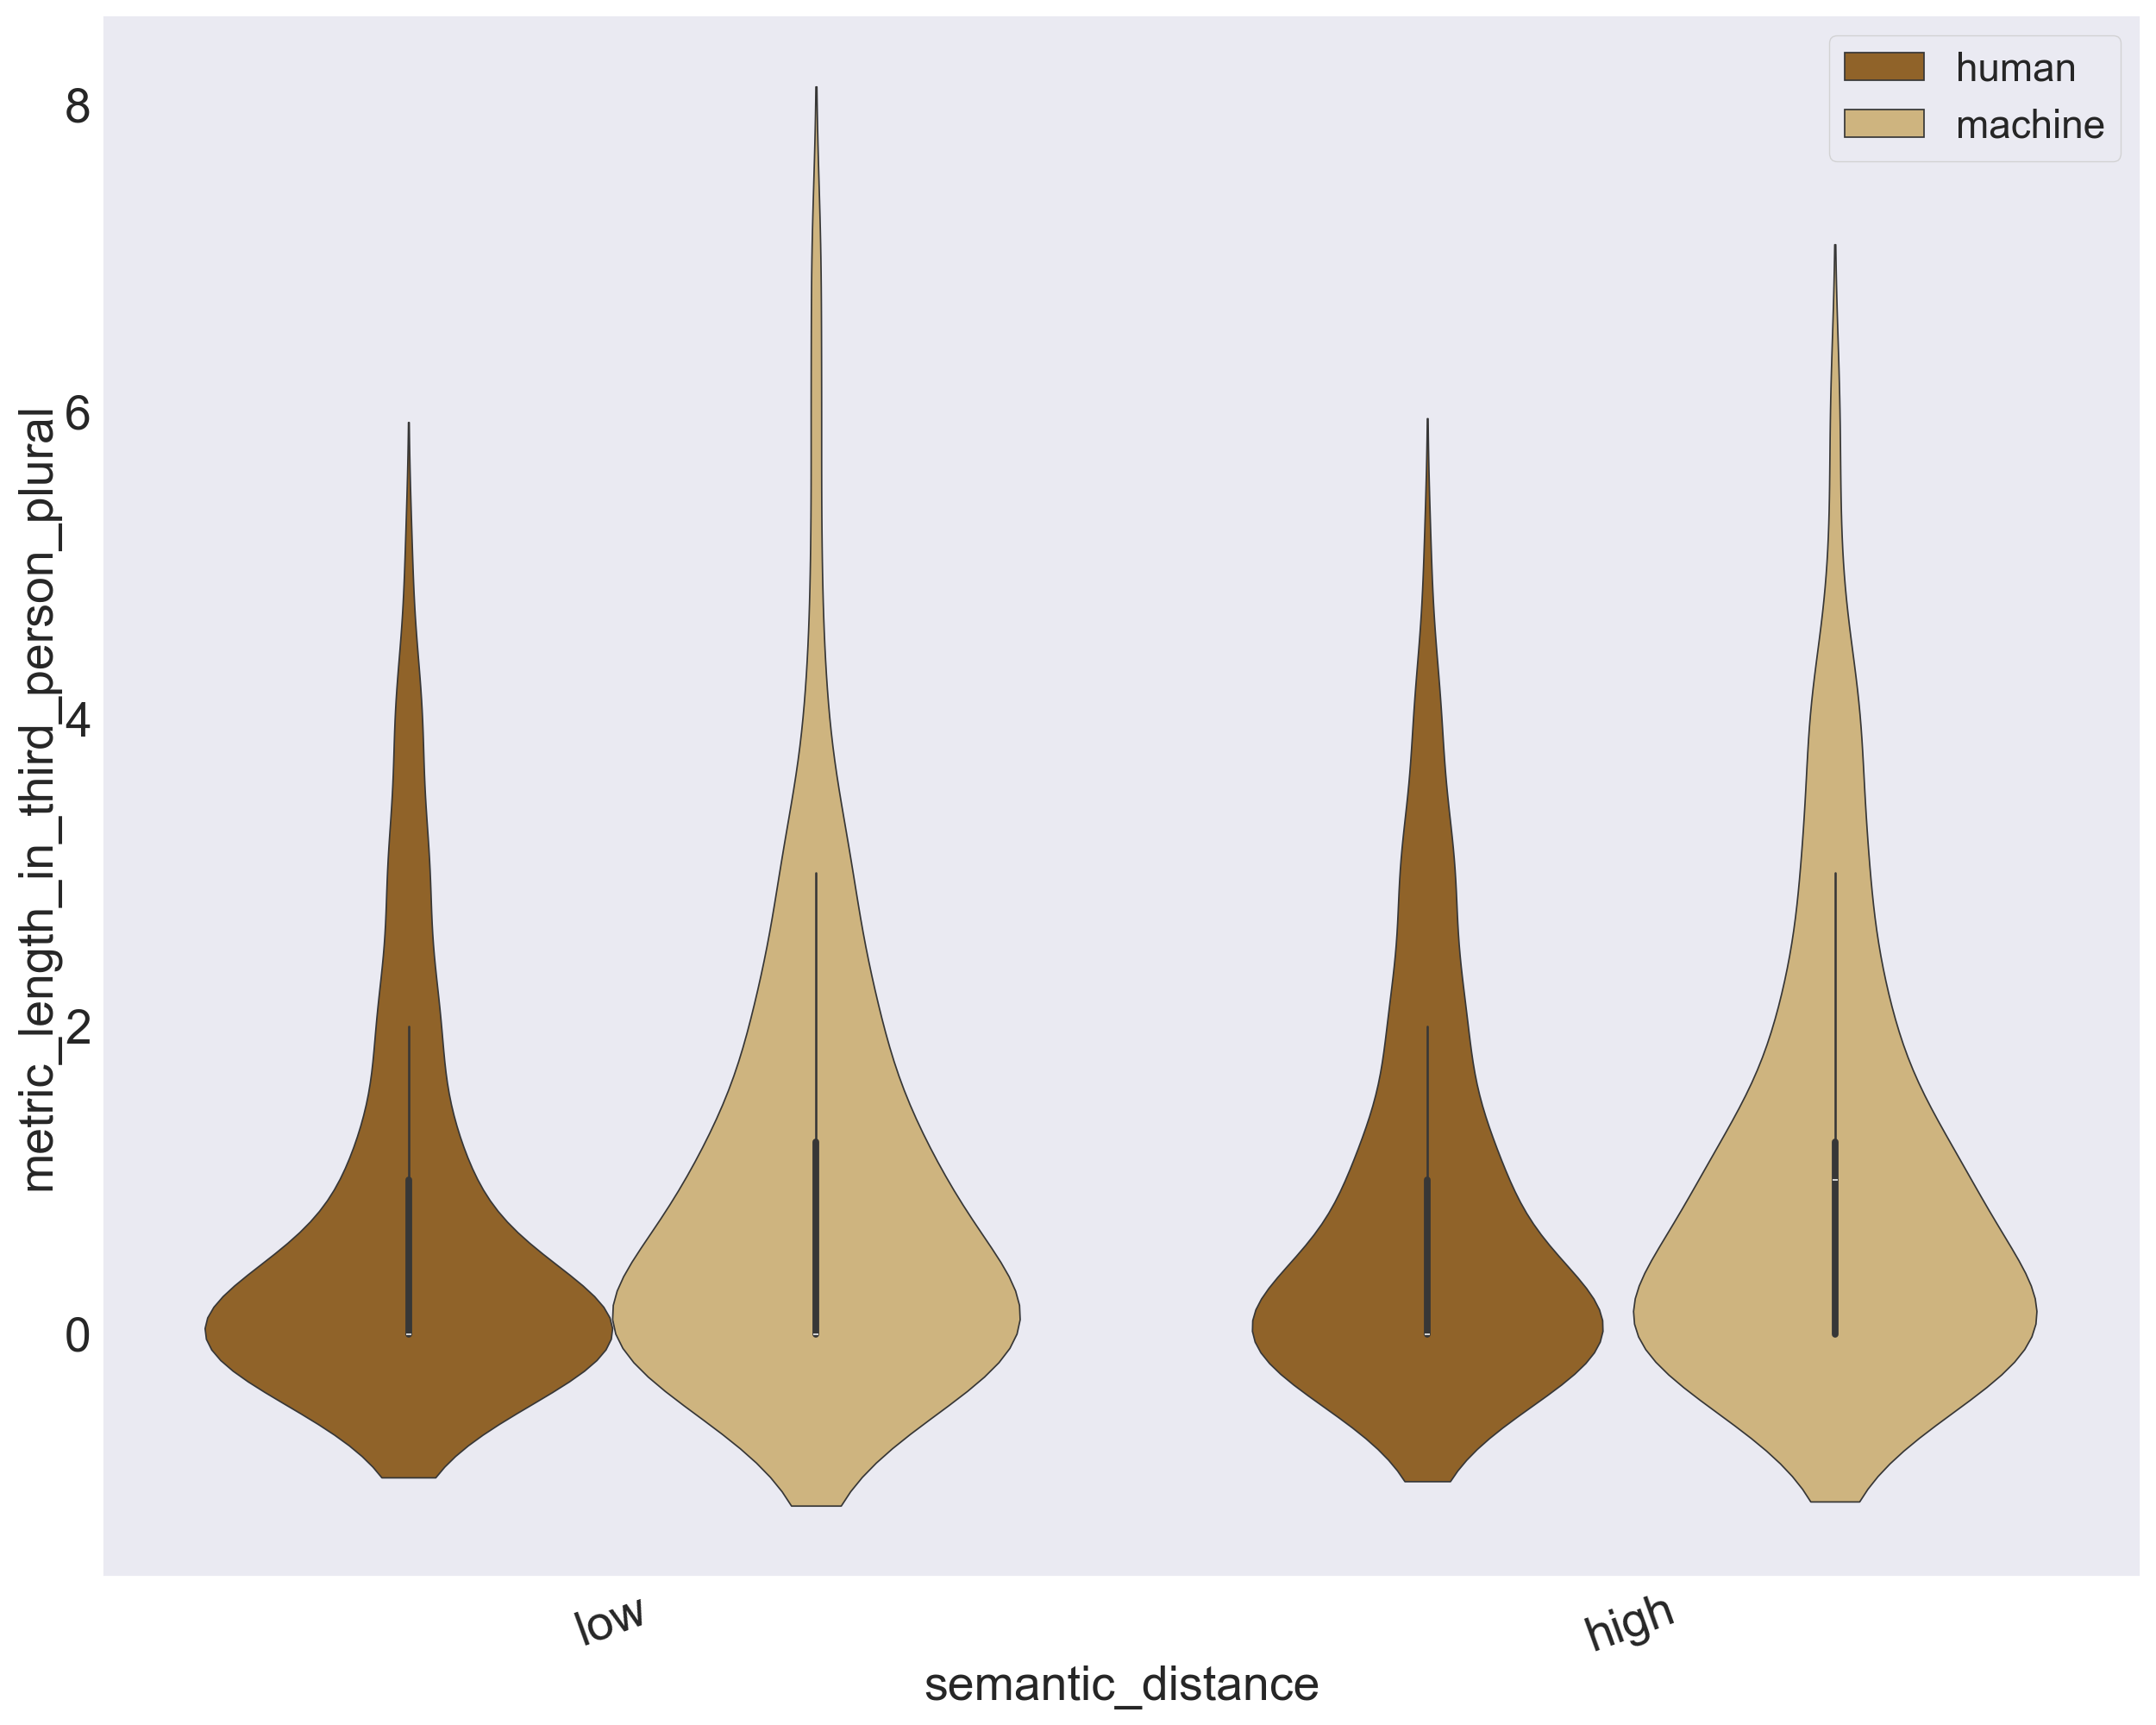 human
machine
8
6
4
2
0
metric_length_in_third_person_plural
low
high
semantic_distance